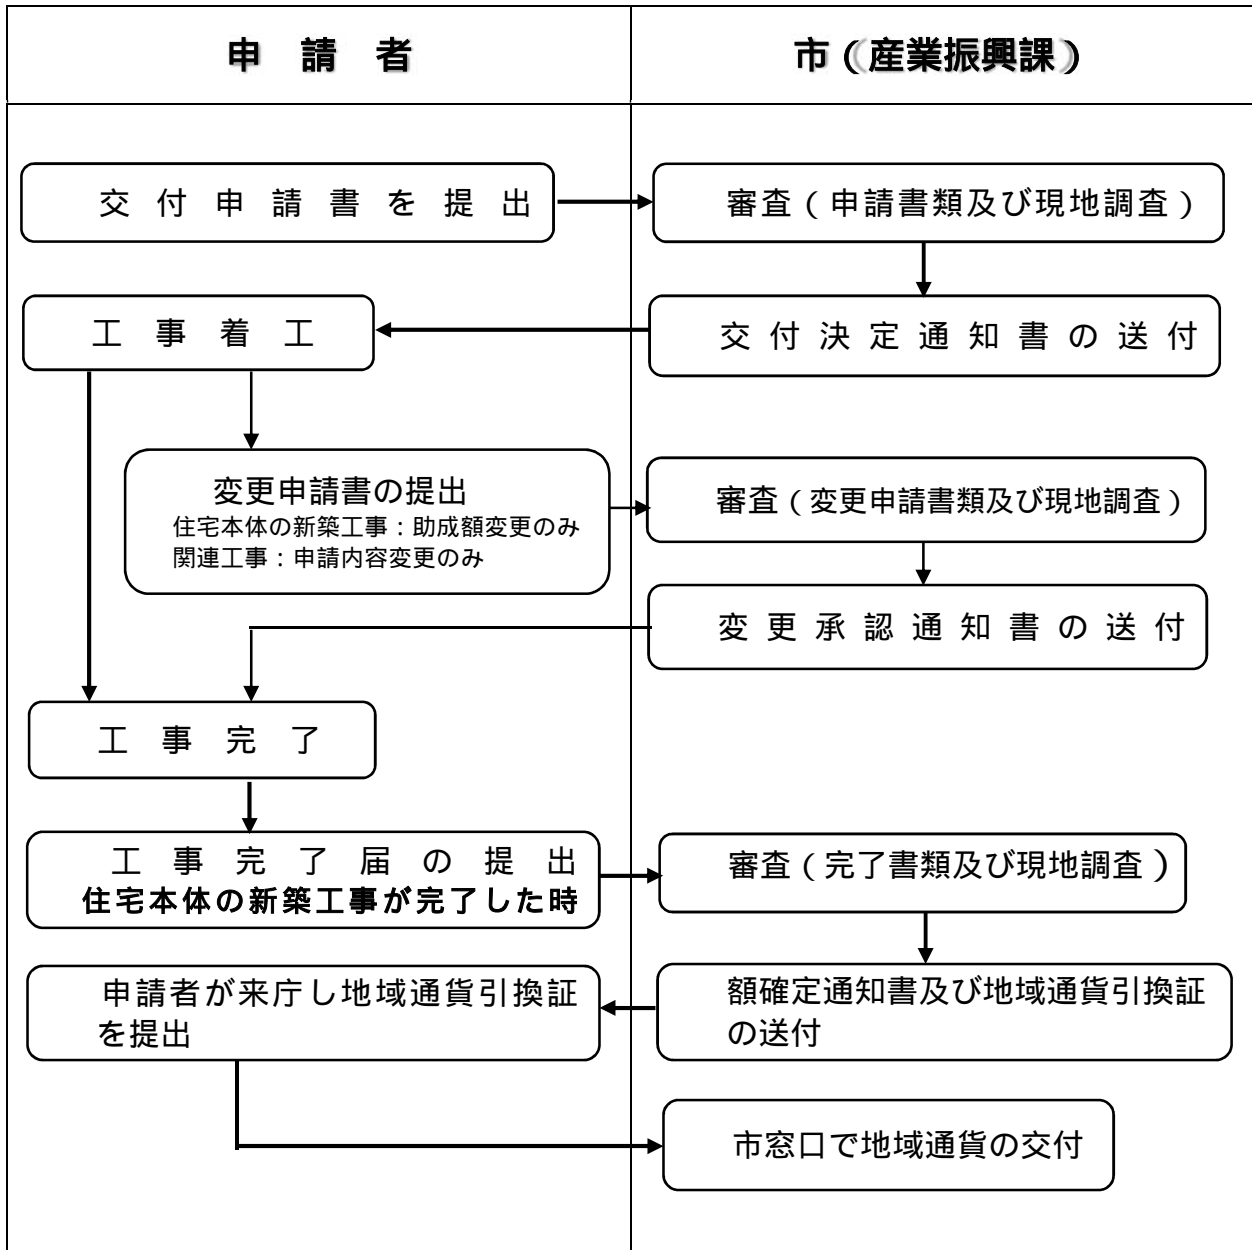 申請者
市（産業振興課）
交付申請書を提出
審査（申請書類及び現地調査）
工事着工
交付決定通知書の送付
変更申請書の提出
住宅本体の新築工事：助成額変更のみ
関連工事：申請内容変更のみ
審査（変更申請書類及び現地調査）
変更承認通知書の送付
工事完了
工事完了届の提出
住宅本体の新築工事が完了した時
審査（完了書類及び現地調査）
申請者が来庁し地域通貨引換証
を提出
額確定通知書及び地域通貨引換証
の送付
市窓口で地域通貨の交付